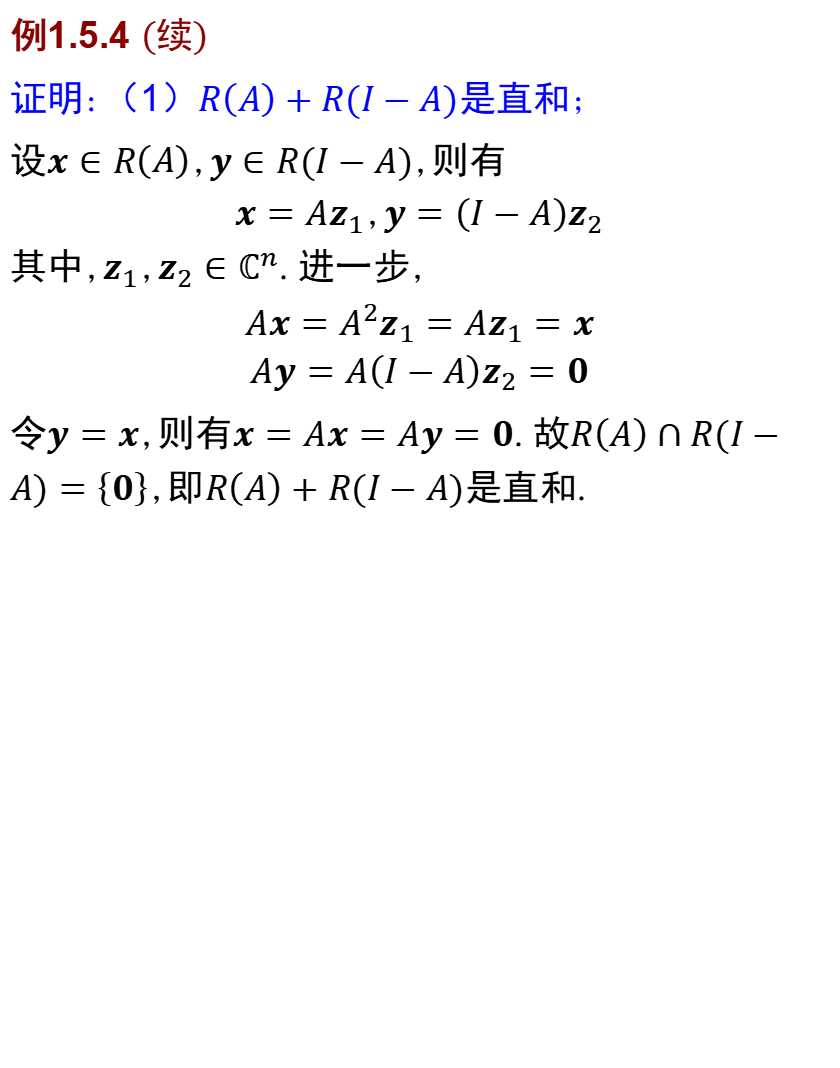 例1.5.4 (续)
证明:（1）R(A) + R(I − A)是直和;
设x ∈ R(A), y ∈ R(I − A), 则有
x = Az₁, y = (I − A)z₂
其中, z₁, z₂ ∈ ℂⁿ. 进一步,
Ax = A²z₁ = Az₁ = x
Ay = A(I − A)z₂ = 0
令y = x, 则有x = Ax = Ay = 0. 故R(A) ∩ R(I −
A) = {0}, 即R(A) + R(I − A)是直和.